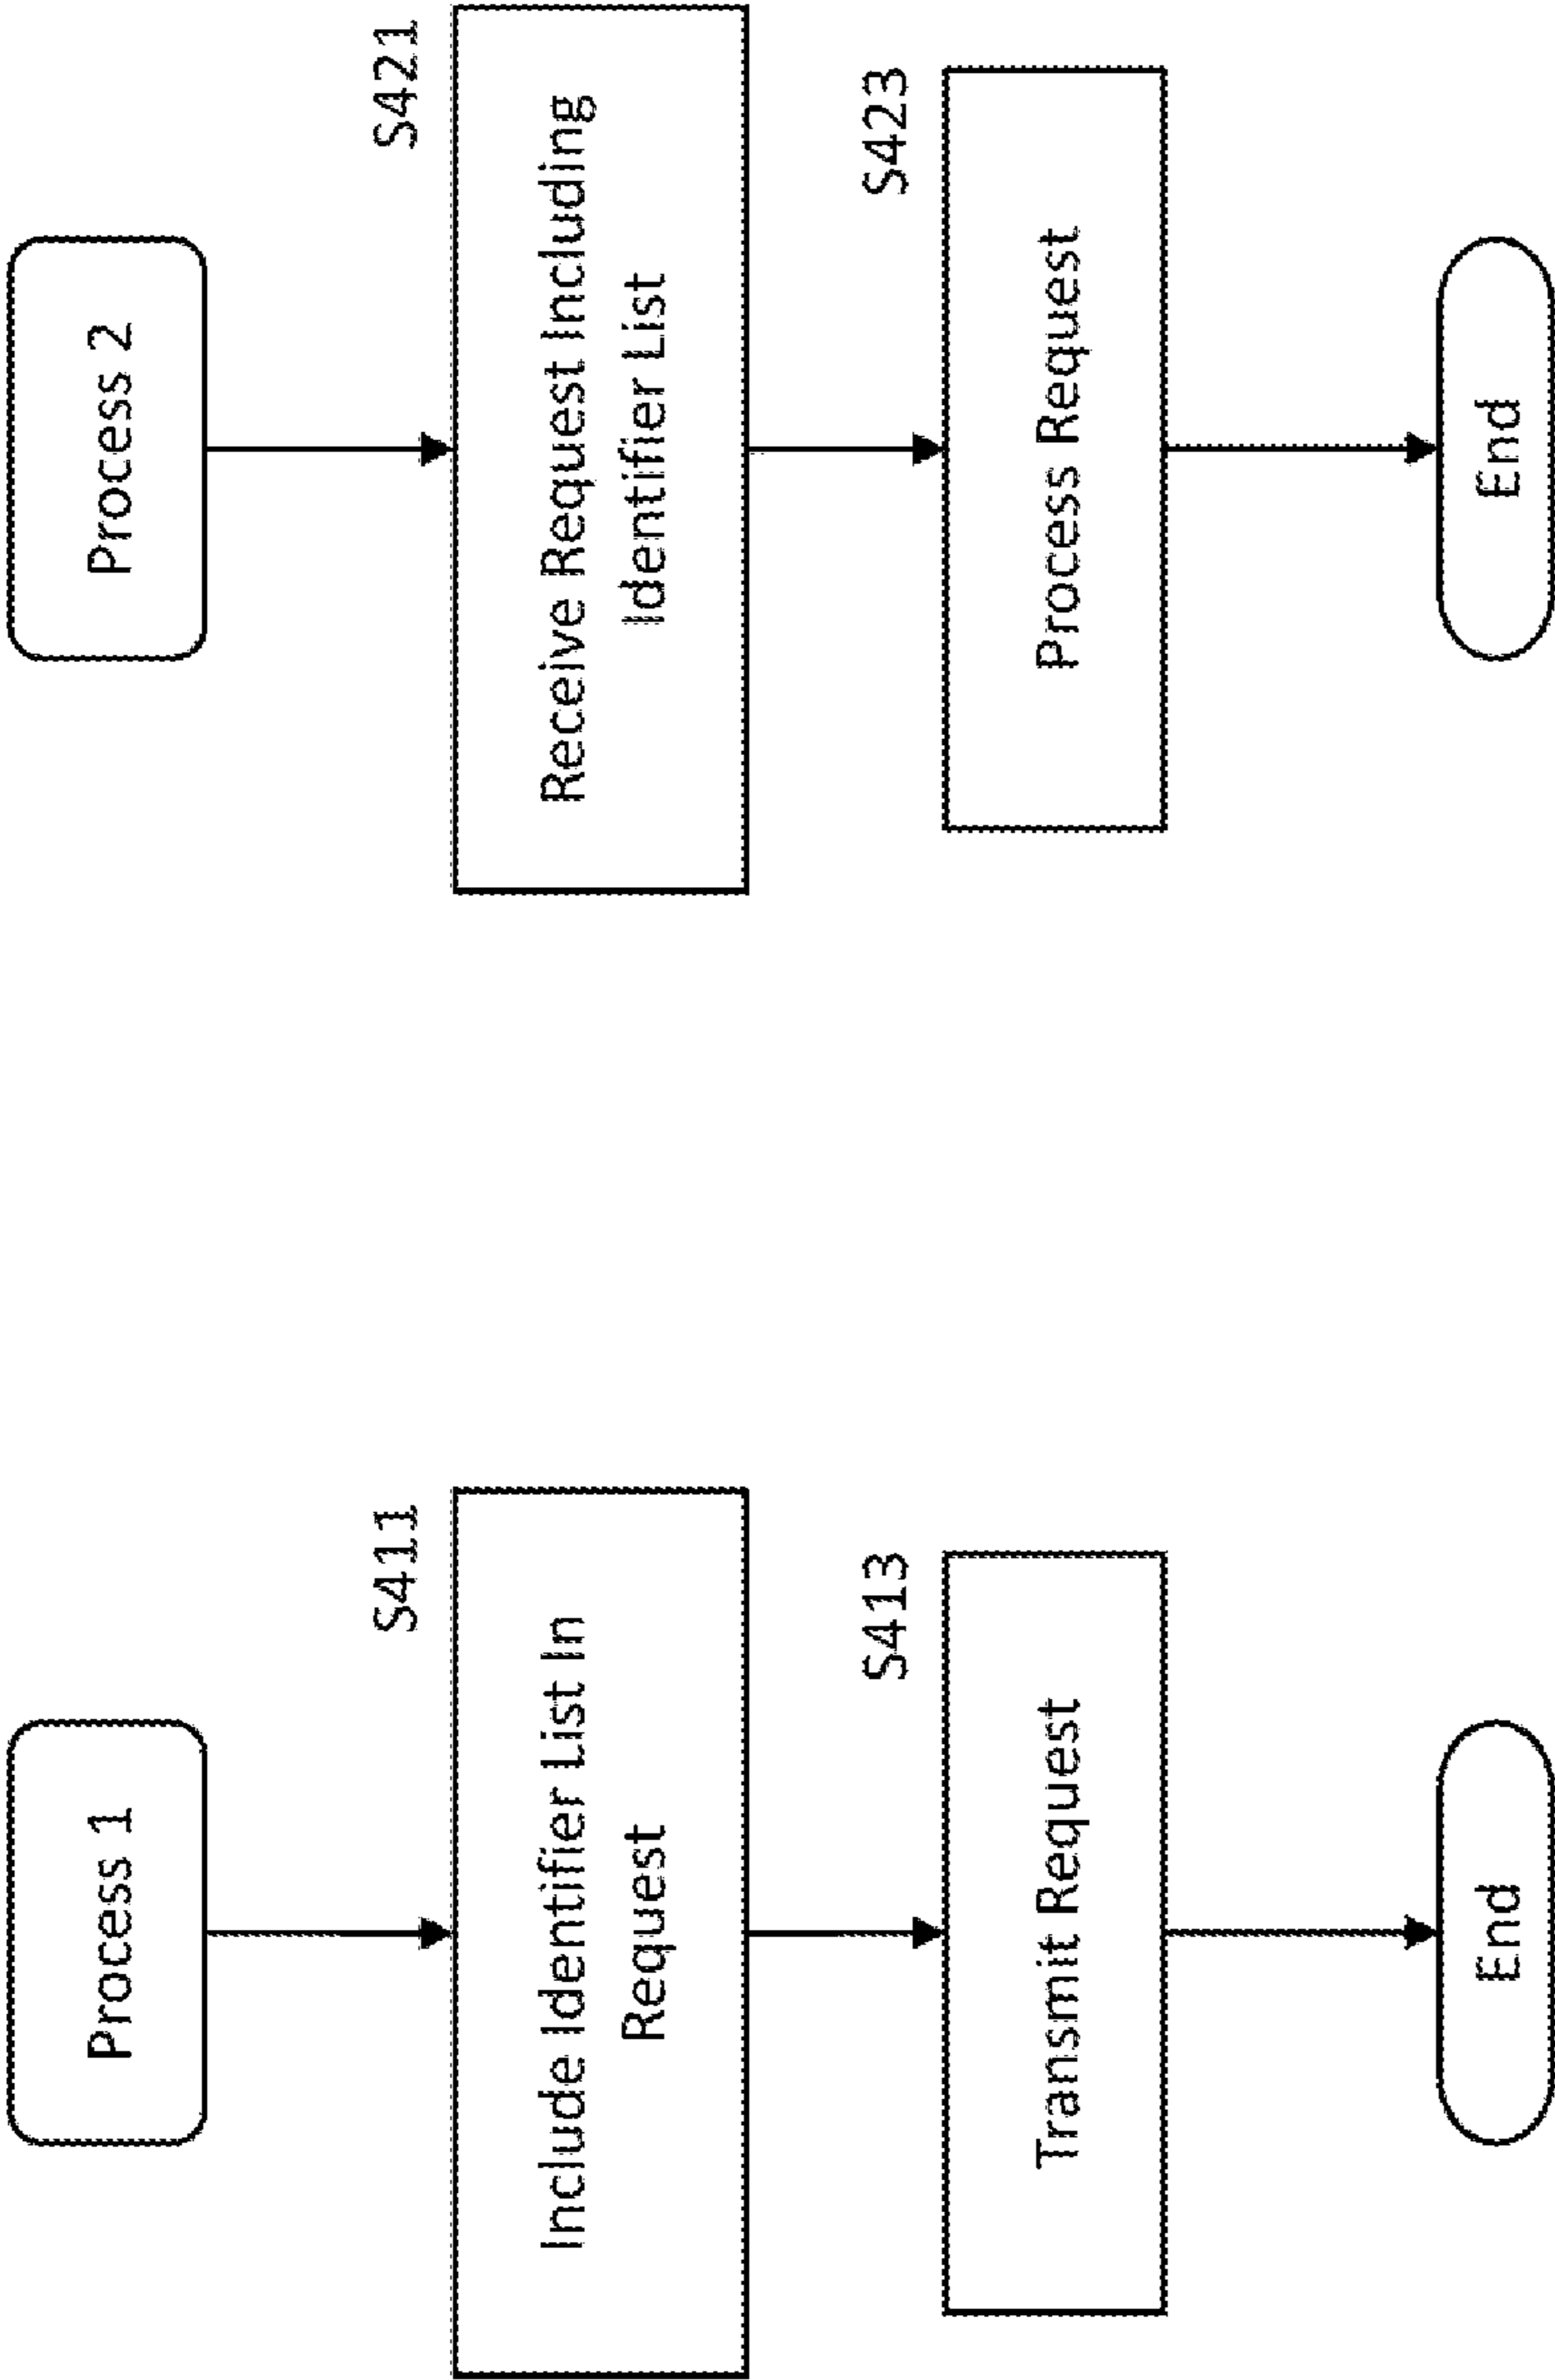 Process 1
S411
Include Identifier List In
Request
S413
Transmit Request
End
Process 2
S421
Receive Request Including
Identifier List
S423
Process Request
End